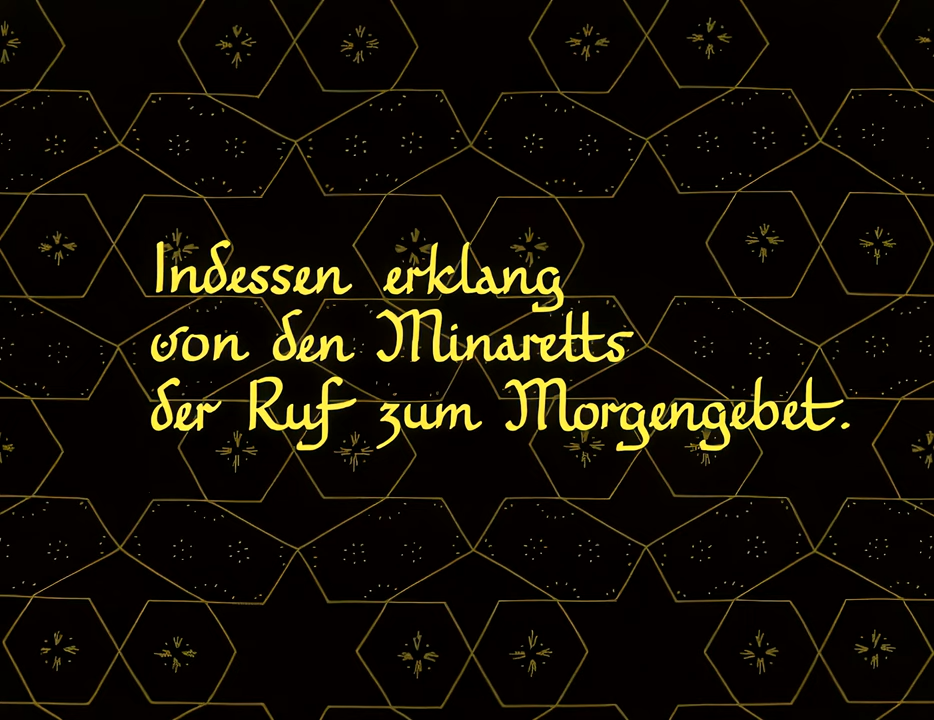 Indessen erklang
von den Minaretts
der Ruf zum Morgengebet.